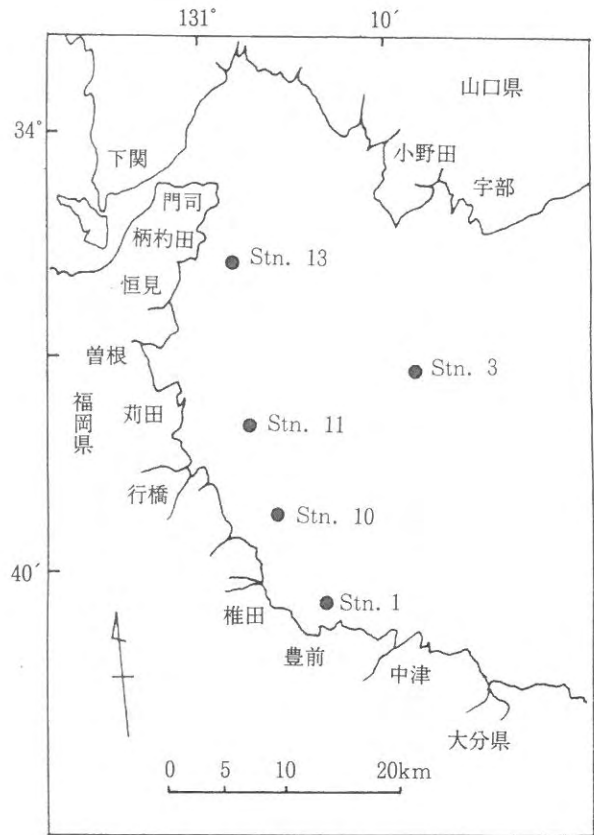 131°
10′
山口県
34°
下関
小野田
宇部
門司
柄杓田
Stn. 13
恒見
曽根
Stn. 3
福岡県
苅田
Stn. 11
行橋
Stn. 10
40′
椎田
Stn. 1
豊前
中津
大分県
0 5 10 20km